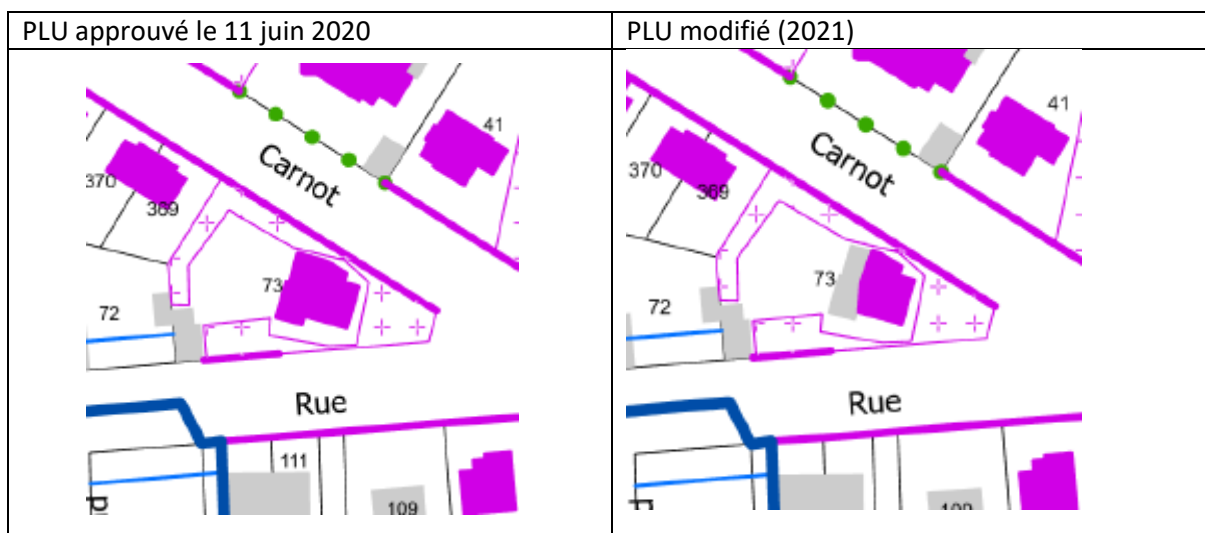 PLU approuvé le 11 juin 2020
PLU modifié (2021)
41
Carnot
370
369
73
72
Rue
111
109
41
Carnot
370
369
73
72
Rue